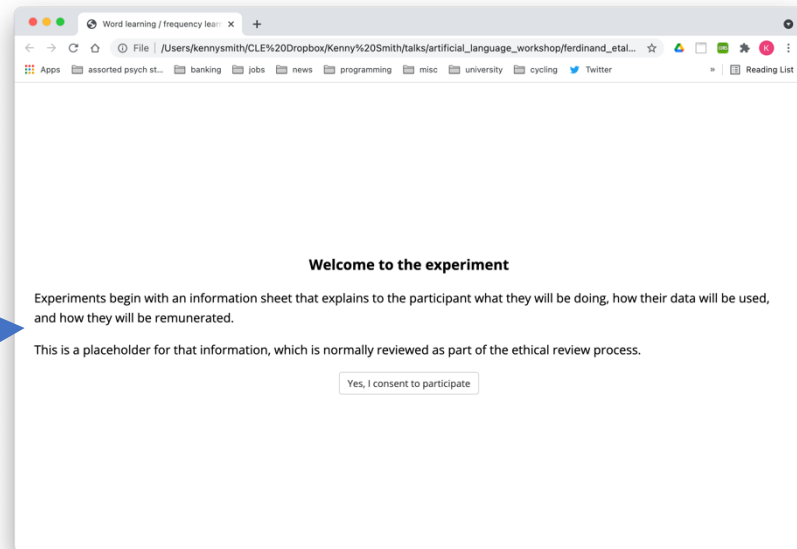 Word learning / frequency lear
File /Users/kennysmith/CLE%20Dropbox/Kenny%20Smith/talks/artificial_language_workshop/ferdinand_etal...
K
Apps assorted psych st... banking jobs news programming misc university cycling Twitter » Reading List
Welcome to the experiment
Experiments begin with an information sheet that explains to the participant what they will be doing, how their data will be used,
and how they will be remunerated.
This is a placeholder for that information, which is normally reviewed as part of the ethical review process.
Yes, I consent to participate